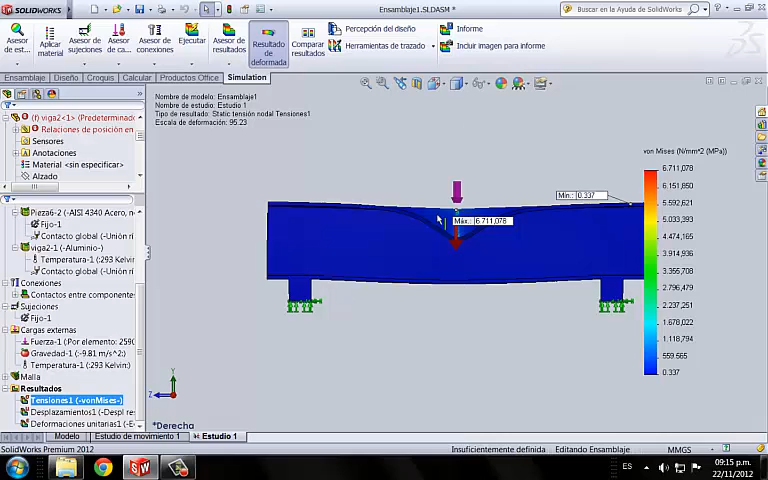 SOLIDWORKS
Ensamblaje1.SLDASM *
Buscar en la Ayuda de SolidWorks
Asesor de est...
Aplicar material
Asesor de sujeciones
Asesor de ca...
Asesor de conexiones
Ejecutar
Asesor de resultados
Resultado de deformada
Comparar resultados
Percepción del diseño
Herramientas de trazado
Informe
Incluir imagen para informe
Ensamblaje
Diseño
Croquis
Calcular
Productos Office
Simulation
(f) viga2<1> (Predeterminado
Relaciones de posición en
Sensores
Anotaciones
Material <sin especificar>
Alzado
Pieza6-2 (-AISI 4340 Acero, no
Fijo-1
Contacto global (-Unión rí
viga2-1 (-Aluminio-)
Temperatura-1 (:293 Kelvin:
Contacto global (-Unión rí
Conexiones
Contactos entre componente
Sujeciones
Fijo-1
Cargas externas
Fuerza-1 (:Por elemento: 2590
Gravedad-1 (:-9.81 m/s^2:)
Temperatura-1 (:293 Kelvin:)
Malla
Resultados
Tensiones1 (-vonMises-)
Desplazamientos1 (-Despl res
Deformaciones unitarias1 (-De
Nombre de modelo: Ensamblaje1
Nombre de estudio: Estudio 1
Tipo de resultado: Static tensión nodal Tensiones1
Escala de deformación: 95.23
Mín.: 0.337
Máx.: 6.711,078
von Mises (N/mm^2 (MPa))
6.711,078
6.151,850
5.592,621
5.033,393
4.474,165
3.914,936
3.355,708
2.796,479
2.237,251
1.678,023
1.118,794
559.565
0.337
Y
Z
*Derecha
Modelo
Estudio de movimiento 1
Estudio 1
SolidWorks Premium 2012
Insuficientemente definida
Editando Ensamblaje
MMGS
ES
09:15 p.m.
22/11/2012